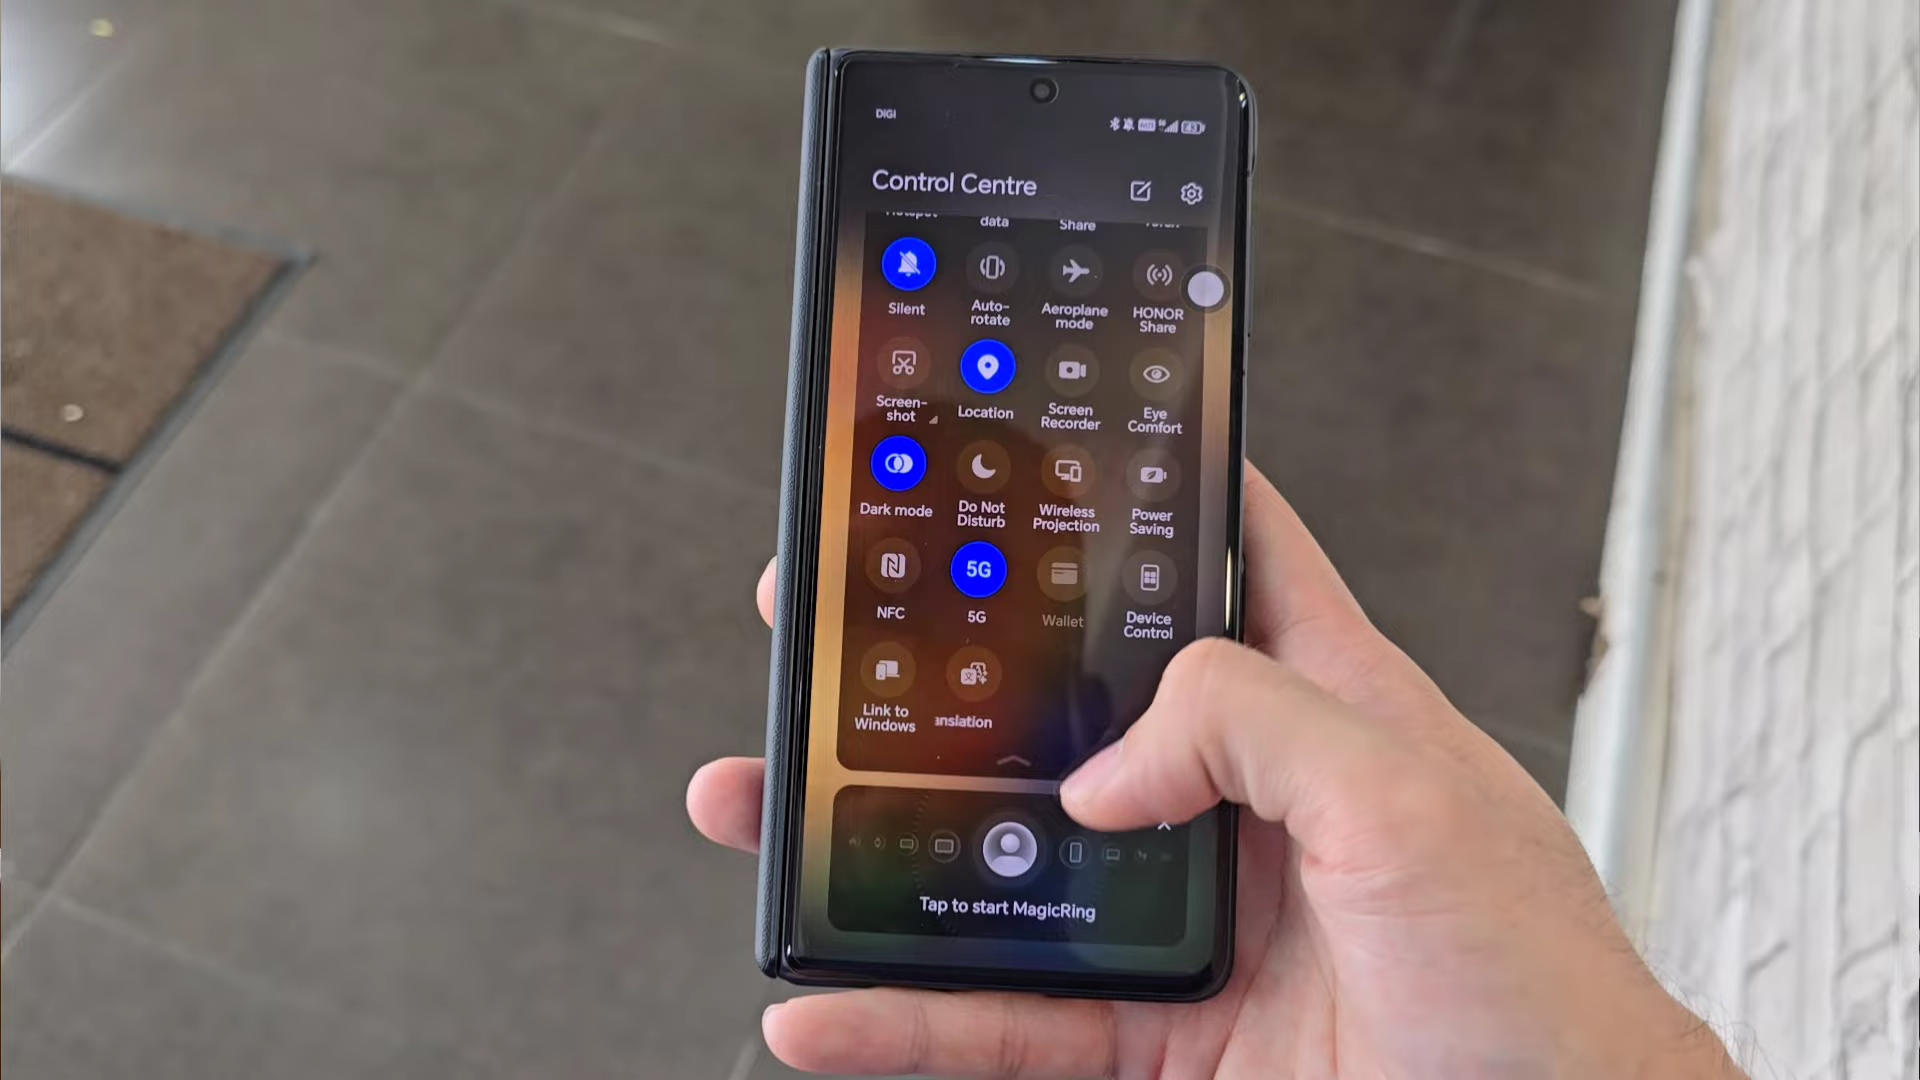 DIGI
43
Control Centre
data
Share
Silent
Auto-
rotate
Aeroplane
mode
HONOR
Share
Screen-
shot
Location
Screen
Recorder
Eye
Comfort
Dark mode
Do Not
Disturb
Wireless
Projection
Power
Saving
5G
NFC
5G
Wallet
Device
Control
Link to
Windows
anslation
Tap to start MagicRing